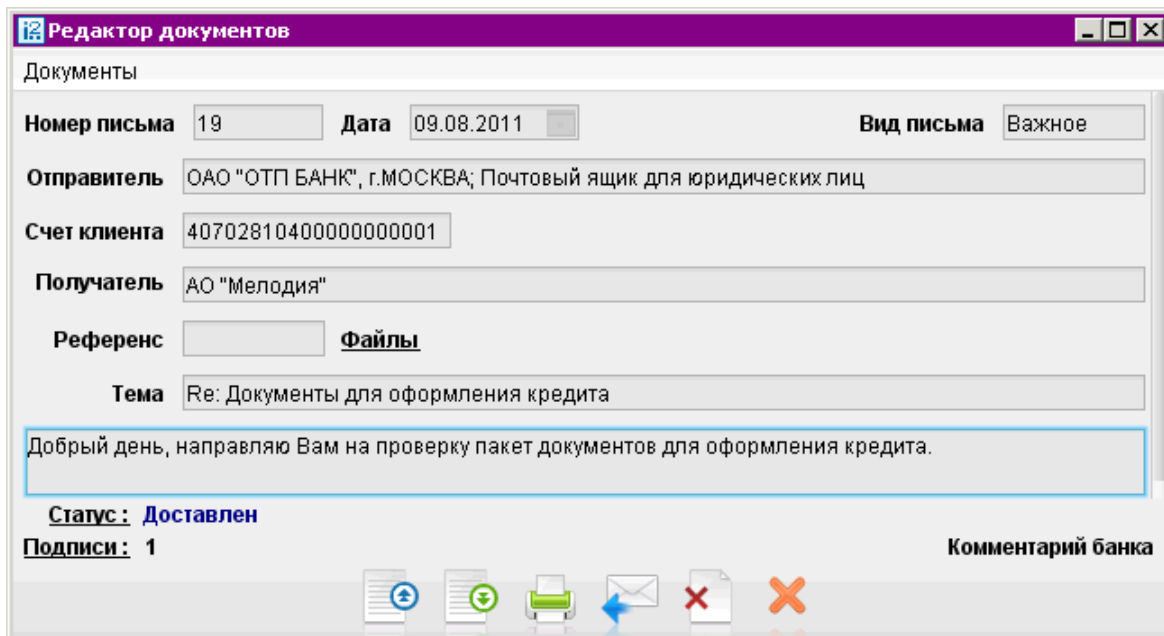 Редактор документов
Документы
Номер письма 19 Дата 09.08.2011 Вид письма Важное
Отправитель ОАО "ОТП БАНК", г.МОСКВА; Почтовый ящик для юридических лиц
Счет клиента 40702810400000000001
Получатель АО "Мелодия"
Референс Файлы
Тема Re: Документы для оформления кредита
Добрый день, направляю Вам на проверку пакет документов для оформления кредита.
Статус: Доставлен
Подписи: 1 Комментарий банка